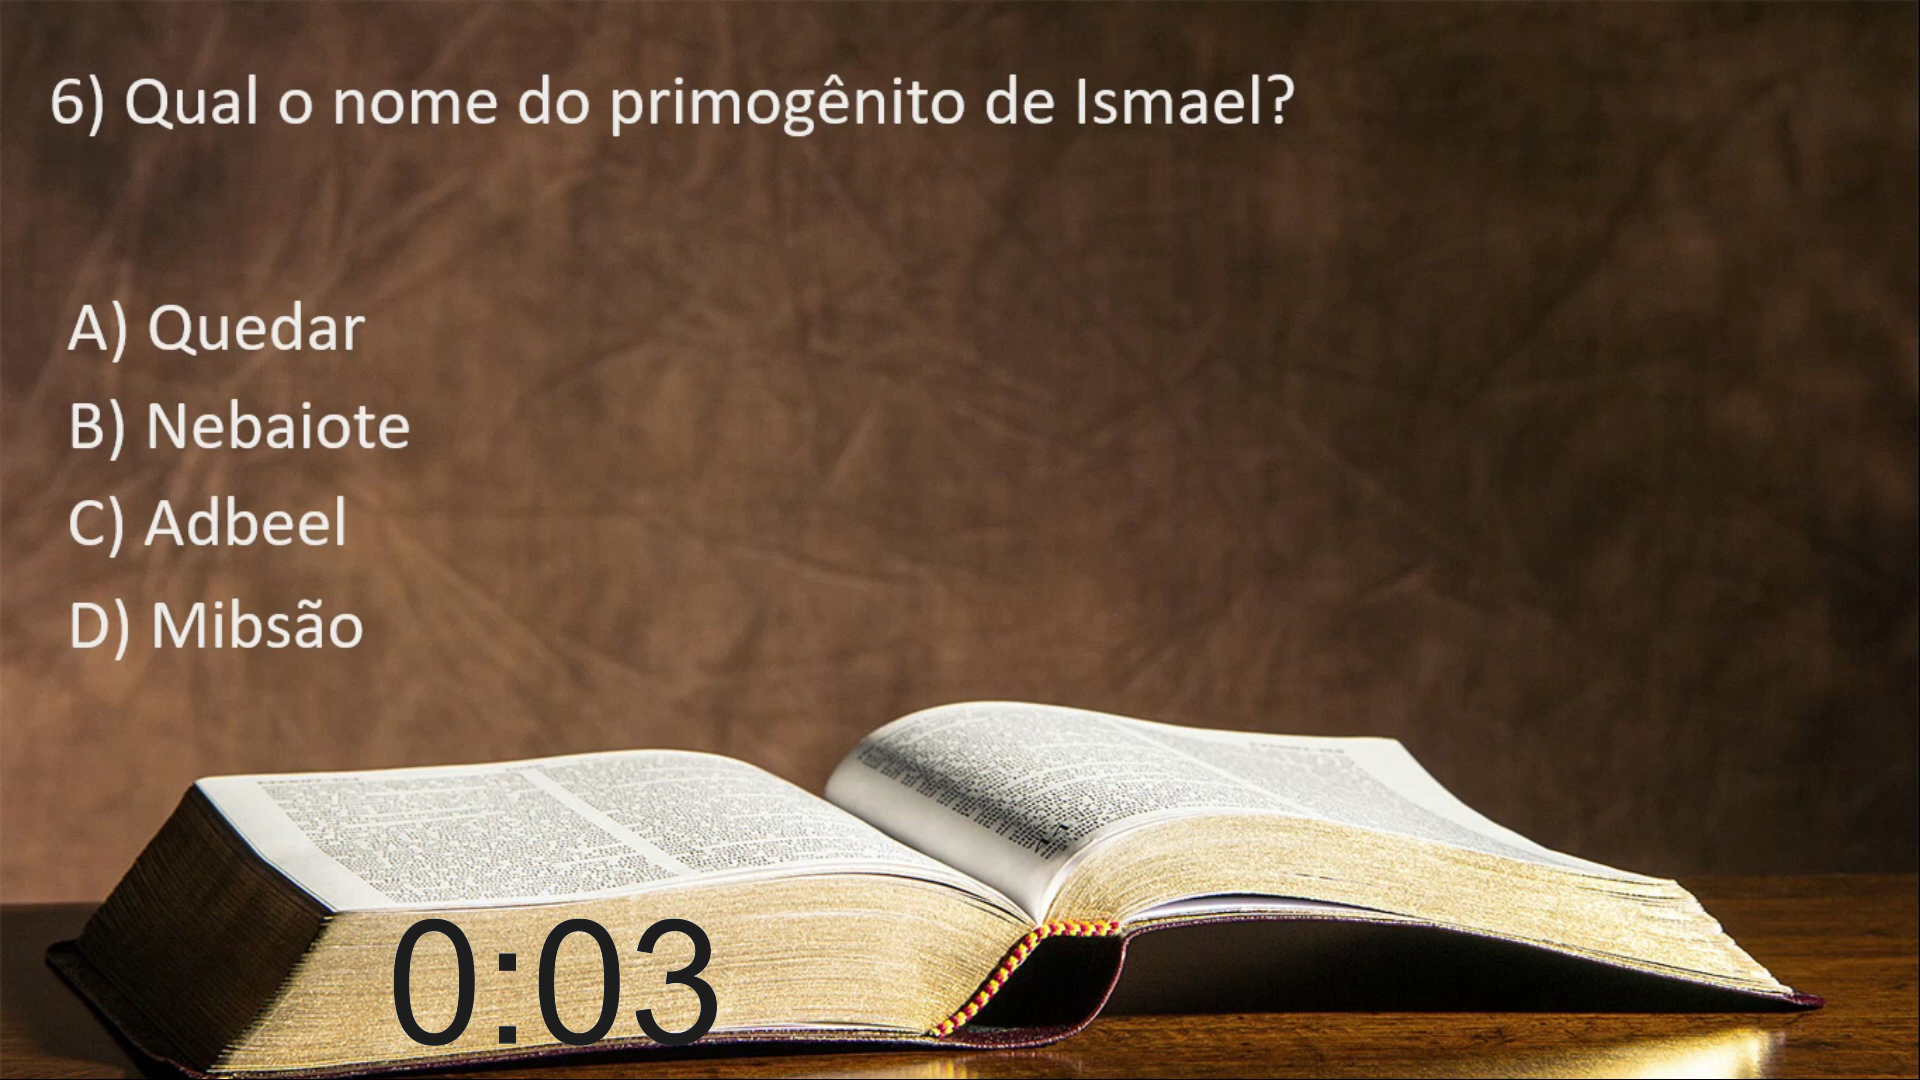 6) Qual o nome do primogênito de Ismael?
A) Quedar
B) Nebaiote
C) Adbeel
D) Mibsão
0:03